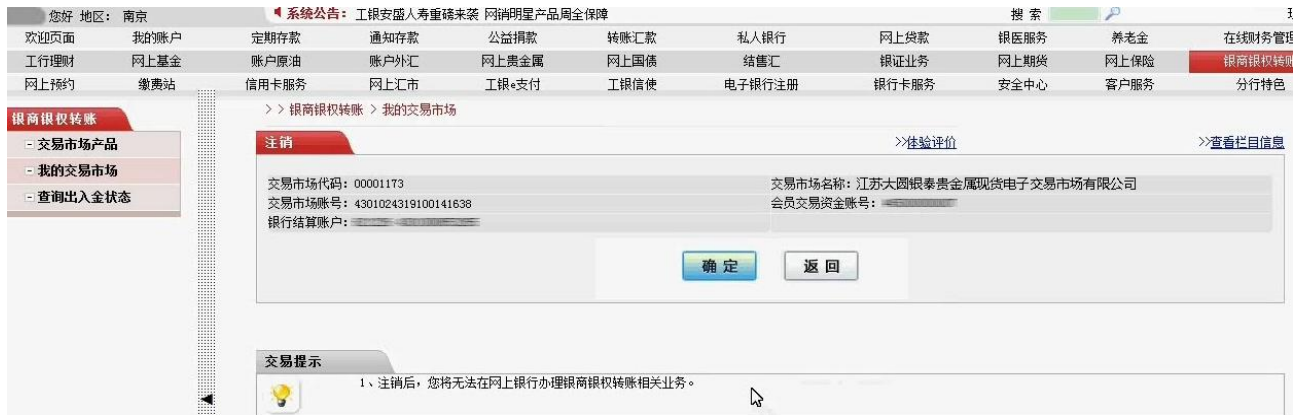 您好 地区： 南京
系统公告： 工银安盛人寿重磅来袭 网销明星产品周全保障
搜 索
欢迎页面 我的账户 定期存款 通知存款 公益捐款 转账汇款 私人银行 网上贷款 银医服务 养老金 在线财务管理
工行理财 网上基金 账户原油 账户外汇 网上贵金属 网上国债 结售汇 银证业务 网上期货 网上保险 银商银权转账
网上预约 缴费站 信用卡服务 网上汇市 工银e支付 工银信使 电子银行注册 银行卡服务 安全中心 客户服务 分行特色
银商银权转账
交易市场产品
我的交易市场
查询出入金状态
>> 银商银权转账 > 我的交易市场
注销
>>体验评价
>>查看栏目信息
交易市场代码： 00001173
交易市场名称： 江苏大圆银泰贵金属现货电子交易市场有限公司
交易市场账号： 4301024319100141638
会员交易资金账号：
银行结算账户：
确 定
返 回
交易提示
1、注销后，您将无法在网上银行办理银商银权转账相关业务。